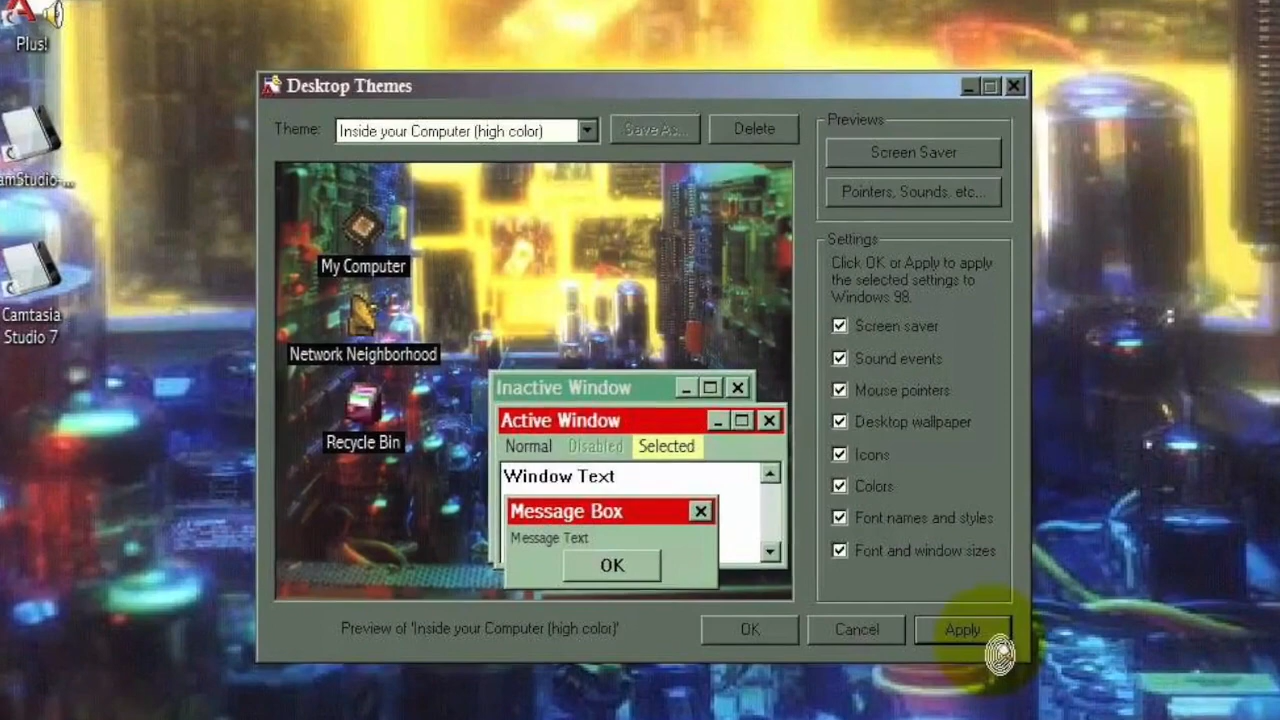 Plus!
amStudio-...
Camtasia
Studio 7
Desktop Themes
Theme:
Inside your Computer (high color)
Save As...
Delete
My Computer
Network Neighborhood
Recycle Bin
Inactive Window
Active Window
Normal Disabled Selected
Window Text
Message Box
Message Text
OK
Preview of 'Inside your Computer (high color)'
Previews
Screen Saver
Pointers, Sounds, etc...
Settings
Click OK or Apply to apply
the selected settings to
Windows 98.
Screen saver
Sound events
Mouse pointers
Desktop wallpaper
Icons
Colors
Font names and styles
Font and window sizes
OK
Cancel
Apply